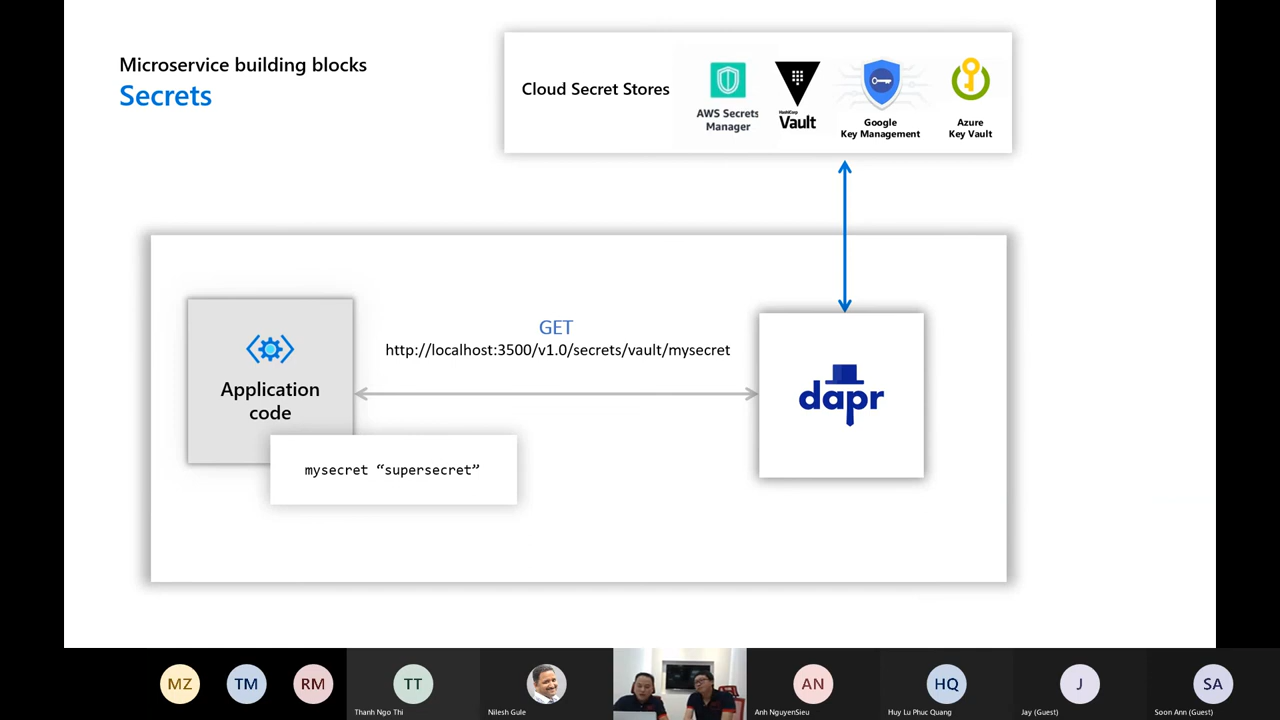 Microservice building blocks
Secrets
Cloud Secret Stores
AWS Secrets
Manager
HashiCorp
Vault
Google
Key Management
Azure
Key Vault
GET
http://localhost:3500/v1.0/secrets/vault/mysecret
Application
code
dapr
mysecret “supersecret”
MZ
TM
RM
TT
AN
HQ
J
SA
Thanh Ngo Thi
Nilesh Gule
Anh NguyenSieu
Huy Lu Phuc Quang
Jay (Guest)
Soon Ann (Guest)